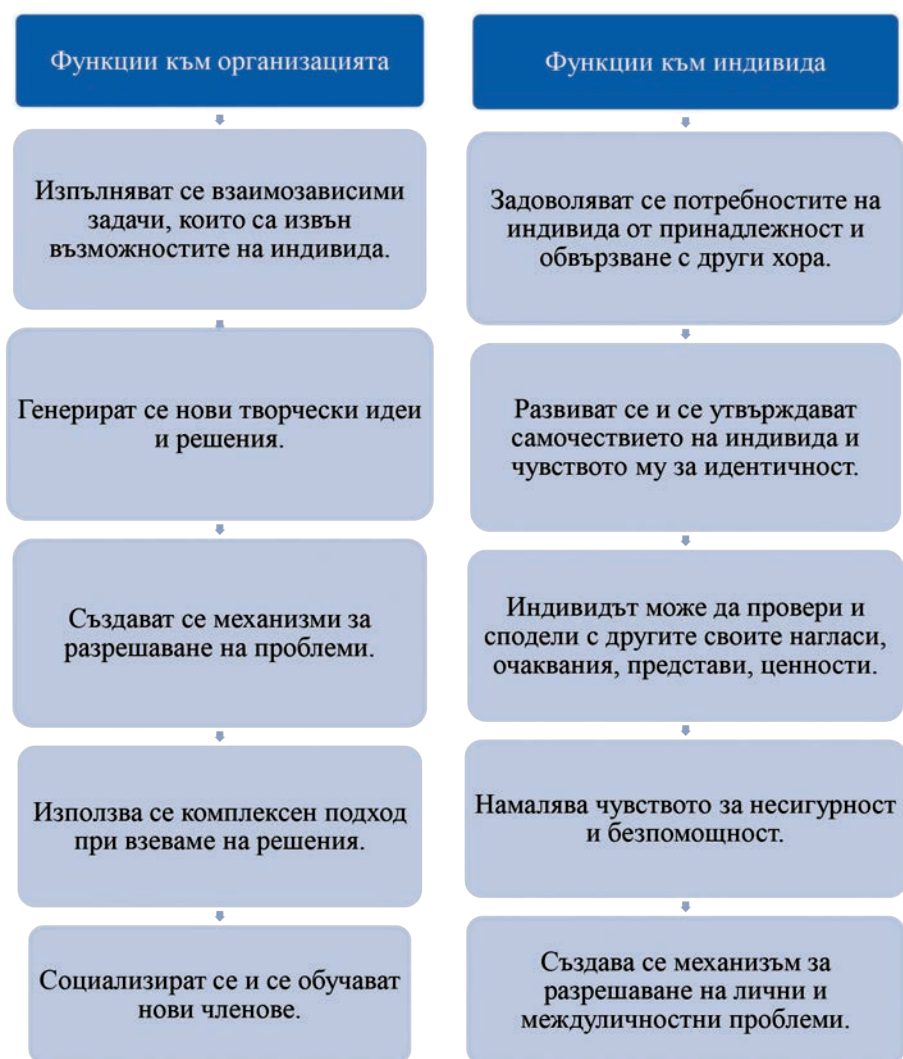 Функции към организацията
Изпълняват се взаимозависими
задачи, които са извън
възможностите на индивида.
Генерират се нови творчески идеи
и решения.
Създават се механизми за
разрешаване на проблеми.
Използва се комплексен подход
при взеваме на решения.
Социализират се и се обучават
нови членове.
Функции към индивида
Задоволяват се потребностите на
индивида от принадлежност и
обвързване с други хора.
Развиват се и се утвърждават
самочествието на индивида и
чувството му за идентичност.
Индивидът може да провери и
сподели с другите своите нагласи,
очаквания, представи, ценности.
Намалява чувството за несигурност
и безпомощност.
Създава се механизъм за
разрешаване на лични и
междуличностни проблеми.